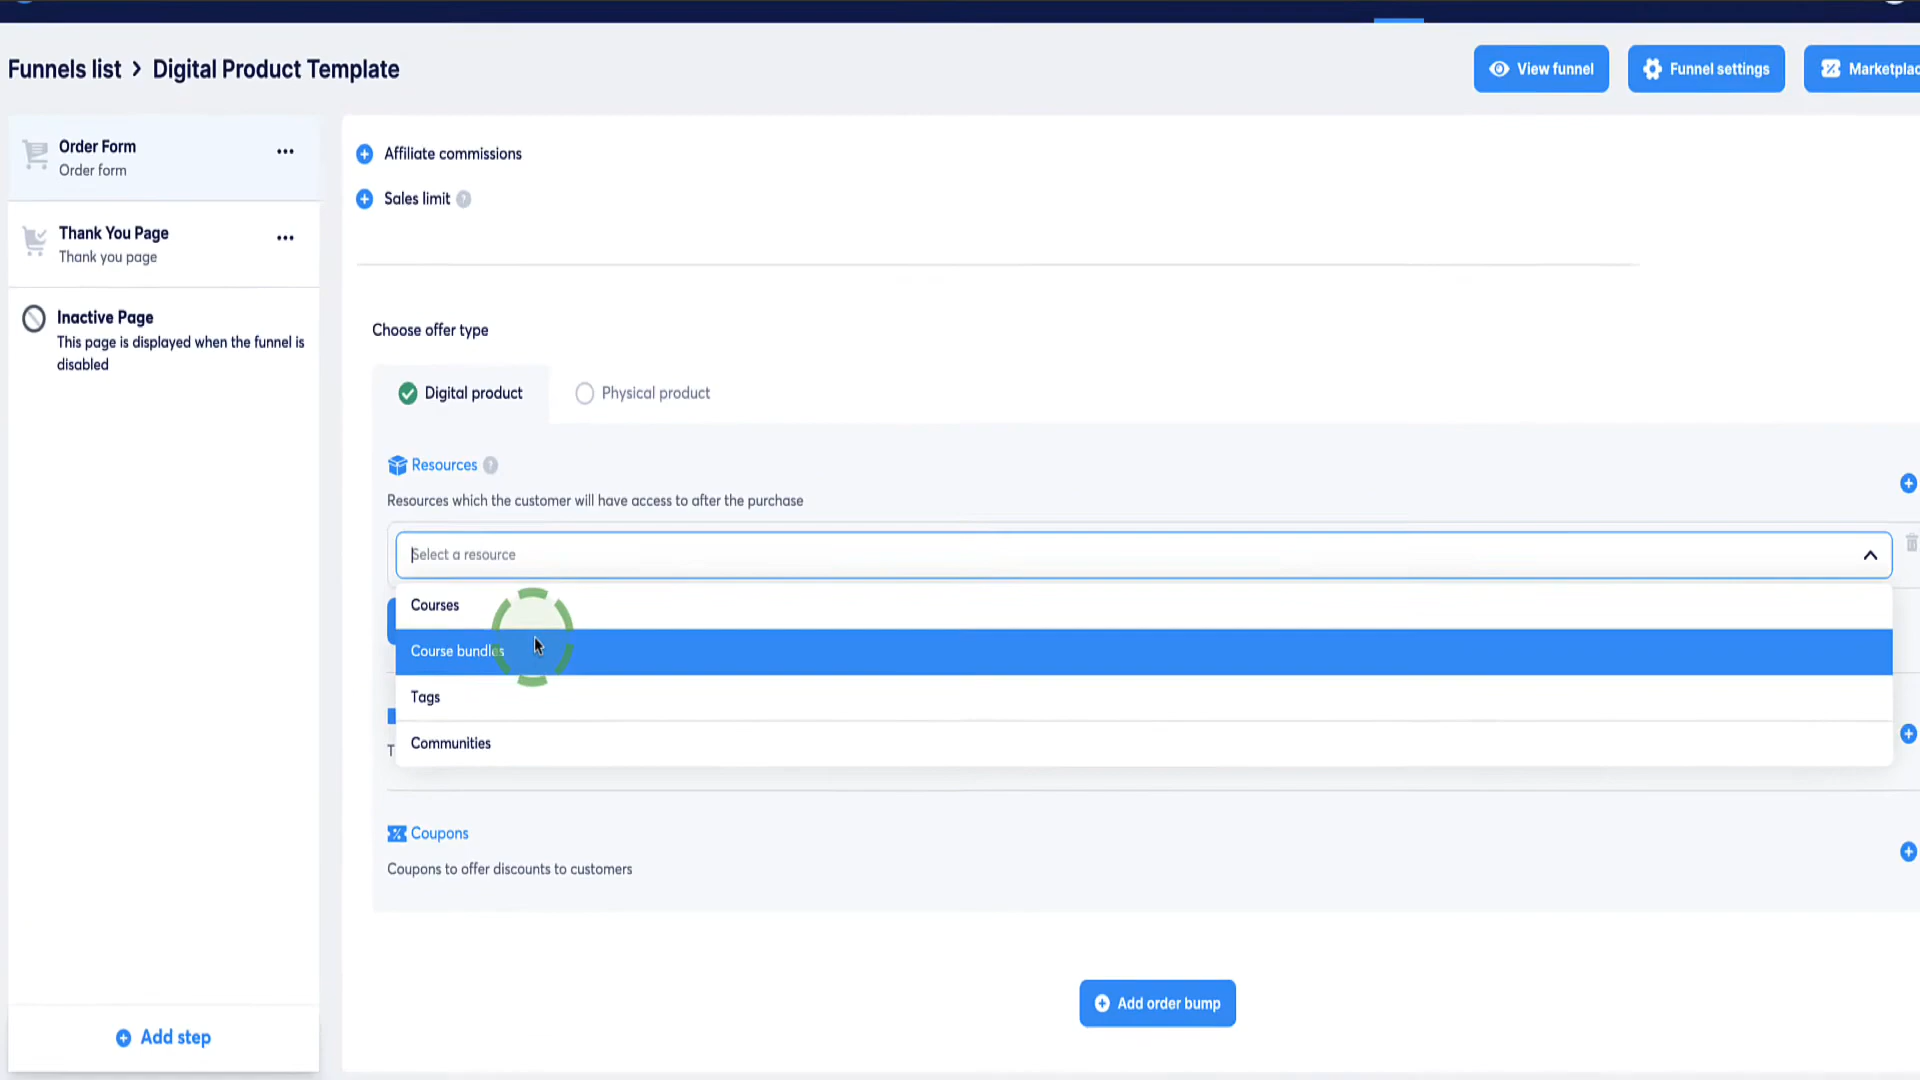 Funnels list > Digital Product Template
View funnel
Funnel settings
Marketplac
Order Form
Order form
Thank You Page
Thank you page
Inactive Page
This page is displayed when the funnel is
disabled
Add step
Affiliate commissions
Sales limit ?
Choose offer type
Digital product
Physical product
Resources ?
Resources which the customer will have access to after the purchase
Select a resource
Courses
Course bundles
Tags
Communities
T
Coupons
Coupons to offer discounts to customers
Add order bump